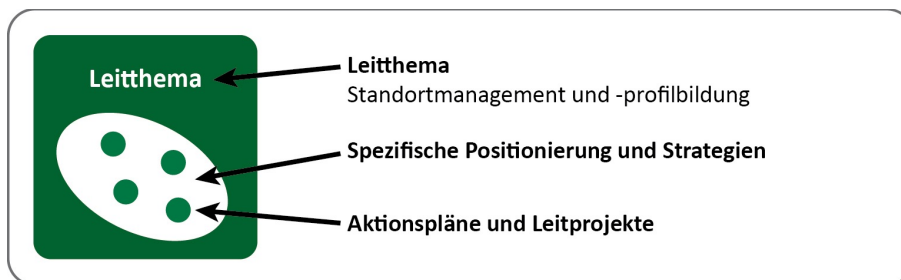 Leitthema
Leitthema
Standortmanagement und -profilbildung
Spezifische Positionierung und Strategien
Aktionspläne und Leitprojekte